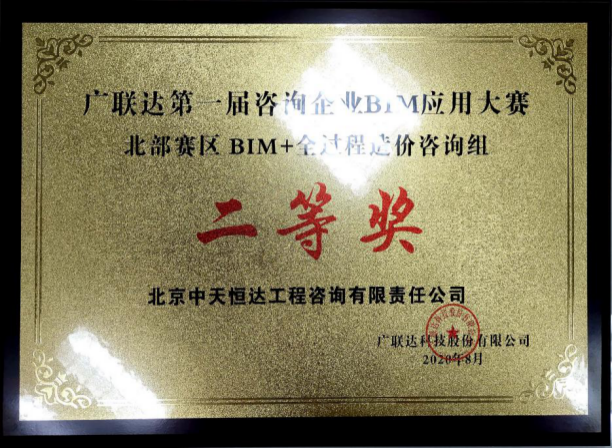 广联达第一届咨询企业BIM应用大赛
北部赛区 BIM+全过程造价咨询组
二等奖
北京中天恒达工程咨询有限责任公司
广联达科技股份有限公司
2020年8月